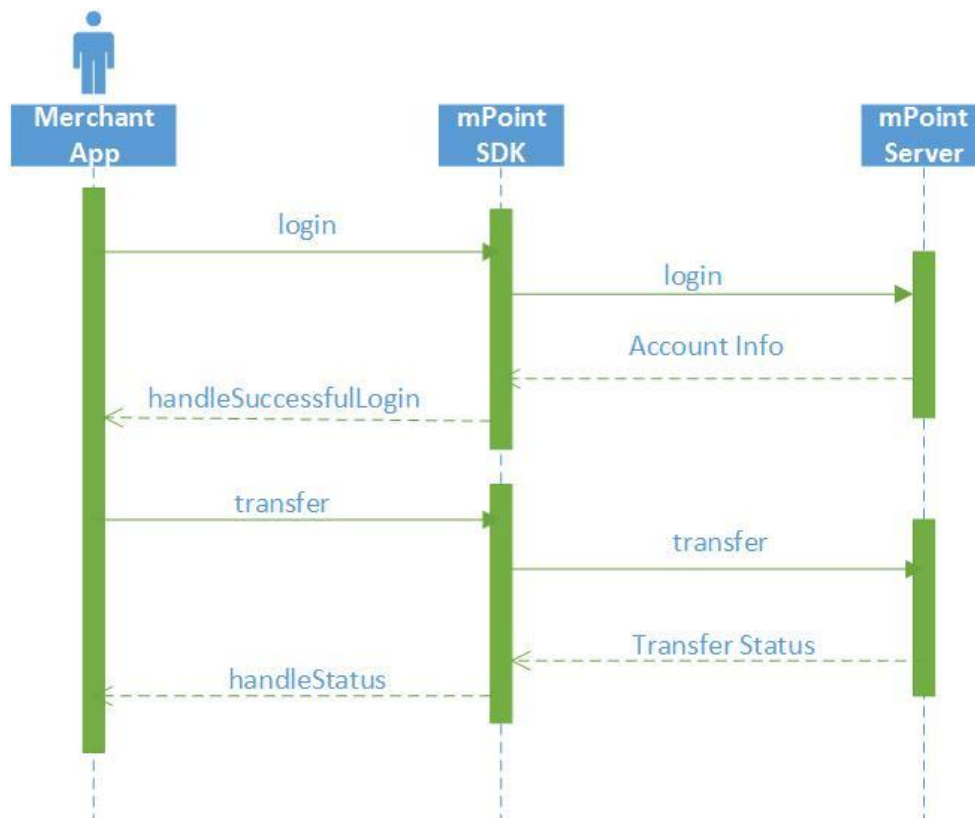 Merchant
App
mPoint
SDK
mPoint
Server
login
login
Account Info
handleSuccessfulLogin
transfer
transfer
Transfer Status
handleStatus